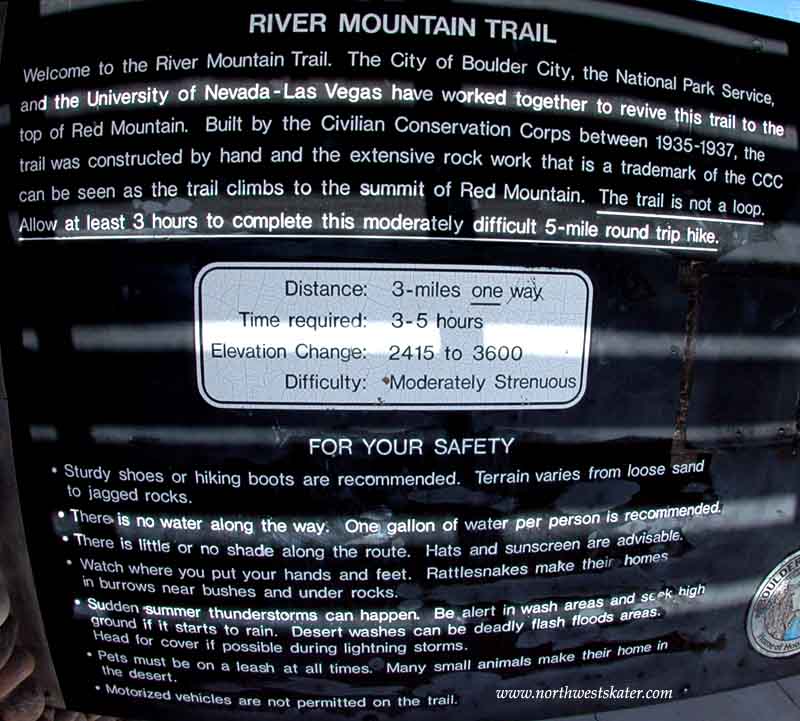 RIVER MOUNTAIN TRAIL
Welcome to the River Mountain Trail. The City of Boulder City, the National Park Service,
and the University of Nevada-Las Vegas have worked together to revive this trail to the
top of Red Mountain. Built by the Civilian Conservation Corps between 1935-1937, the
trail was constructed by hand and the extensive rock work that is a trademark of the CCC
can be seen as the trail climbs to the summit of Red Mountain. The trail is not a loop.
Allow at least 3 hours to complete this moderately difficult 5-mile round trip hike.
Distance: 3-miles one way
Time required: 3-5 hours
Elevation Change: 2415 to 3600
Difficulty: Moderately Strenuous
FOR YOUR SAFETY
• Sturdy shoes or hiking boots are recommended. Terrain varies from loose sand
to jagged rocks.
• There is no water along the way. One gallon of water per person is recommended.
• There is little or no shade along the route. Hats and sunscreen are advisable.
• Watch where you put your hands and feet. Rattlesnakes make their homes
in burrows near bushes and under rocks.
• Sudden summer thunderstorms can happen. Be alert in wash areas and seek high
ground if it starts to rain. Desert washes can be deadly flash floods areas.
Head for cover if possible during lightning storms.
• Pets must be on a leash at all times. Many small animals make their home in
the desert.
• Motorized vehicles are not permitted on the trail.
www.northwestskater.com